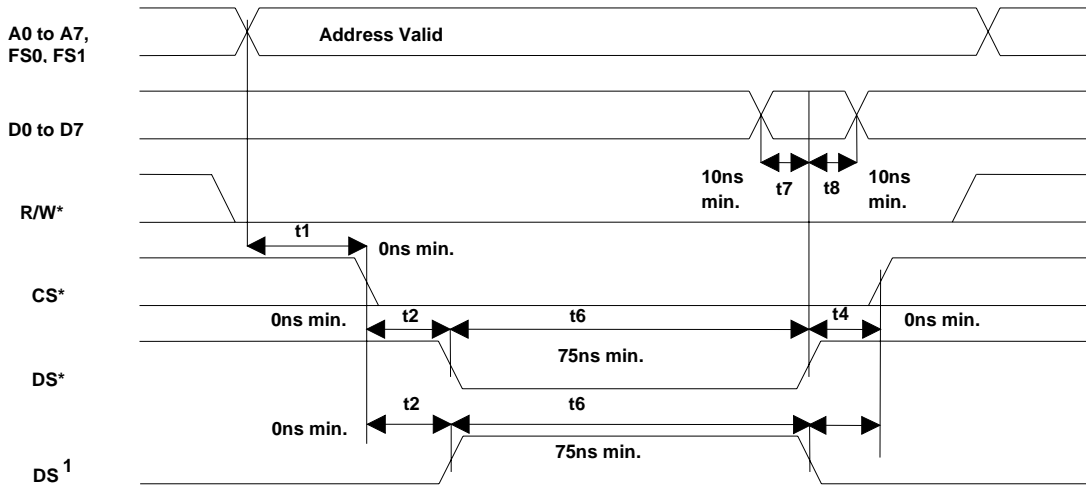 A0 to A7,
FS0, FS1
Address Valid
D0 to D7
10ns
min.
t7
t8
10ns
min.
R/W*
t1
0ns min.
CS*
0ns min.
t2
t6
t4
0ns min.
75ns min.
DS*
t2
t6
0ns min.
75ns min.
DS 1